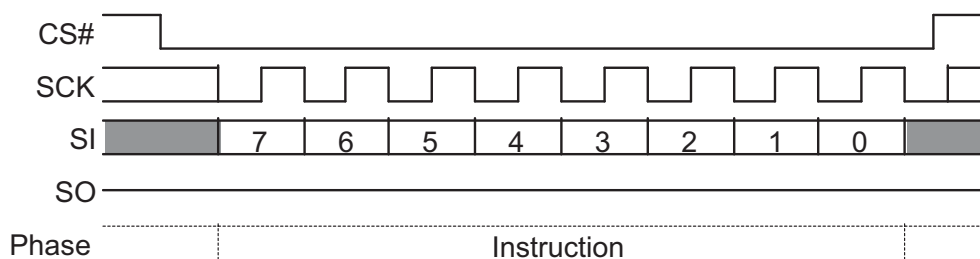 CS#
SCK
SI 7 6 5 4 3 2 1 0
SO
Phase Instruction